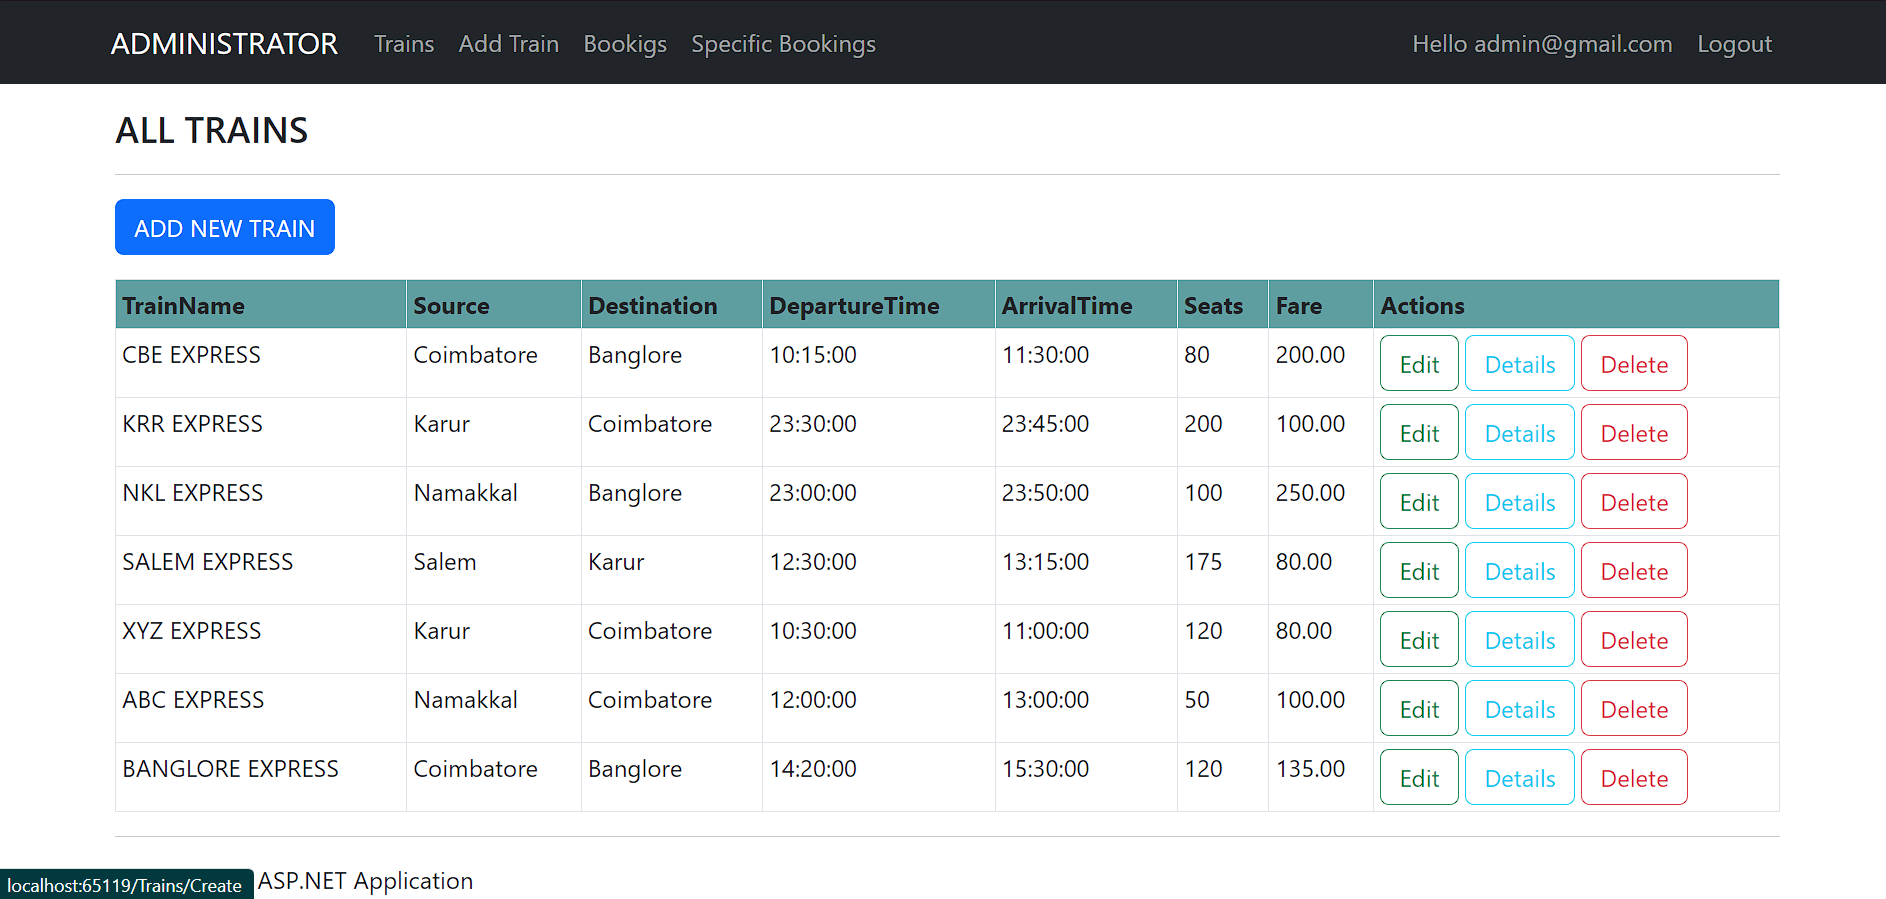 ADMINISTRATOR Trains Add Train Bookigs Specific Bookings Hello admin@gmail.com Logout
ALL TRAINS
ADD NEW TRAIN
TrainName Source Destination DepartureTime ArrivalTime Seats Fare Actions
CBE EXPRESS Coimbatore Banglore 10:15:00 11:30:00 80 200.00 Edit Details Delete
KRR EXPRESS Karur Coimbatore 23:30:00 23:45:00 200 100.00 Edit Details Delete
NKL EXPRESS Namakkal Banglore 23:00:00 23:50:00 100 250.00 Edit Details Delete
SALEM EXPRESS Salem Karur 12:30:00 13:15:00 175 80.00 Edit Details Delete
XYZ EXPRESS Karur Coimbatore 10:30:00 11:00:00 120 80.00 Edit Details Delete
ABC EXPRESS Namakkal Coimbatore 12:00:00 13:00:00 50 100.00 Edit Details Delete
BANGLORE EXPRESS Coimbatore Banglore 14:20:00 15:30:00 120 135.00 Edit Details Delete
localhost:65119/Trains/Create ASP.NET Application